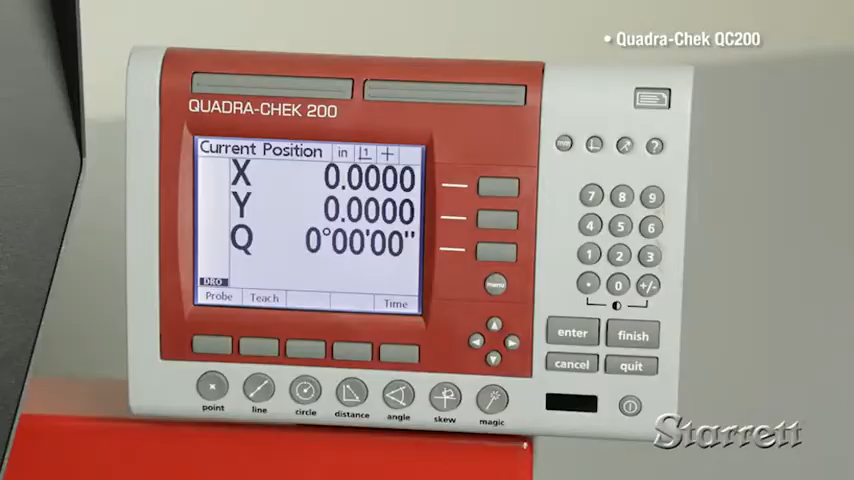 • Quadra-Chek QC200
QUADRA-CHEK 200
Current Position in
X 0.0000
Y 0.0000
Q 0°00'00"
DRO
Probe Teach Time
menu
?
7 8 9
4 5 6
1 2 3
• 0 +/-
enter finish
cancel quit
point line circle distance angle skew magic
Starrett